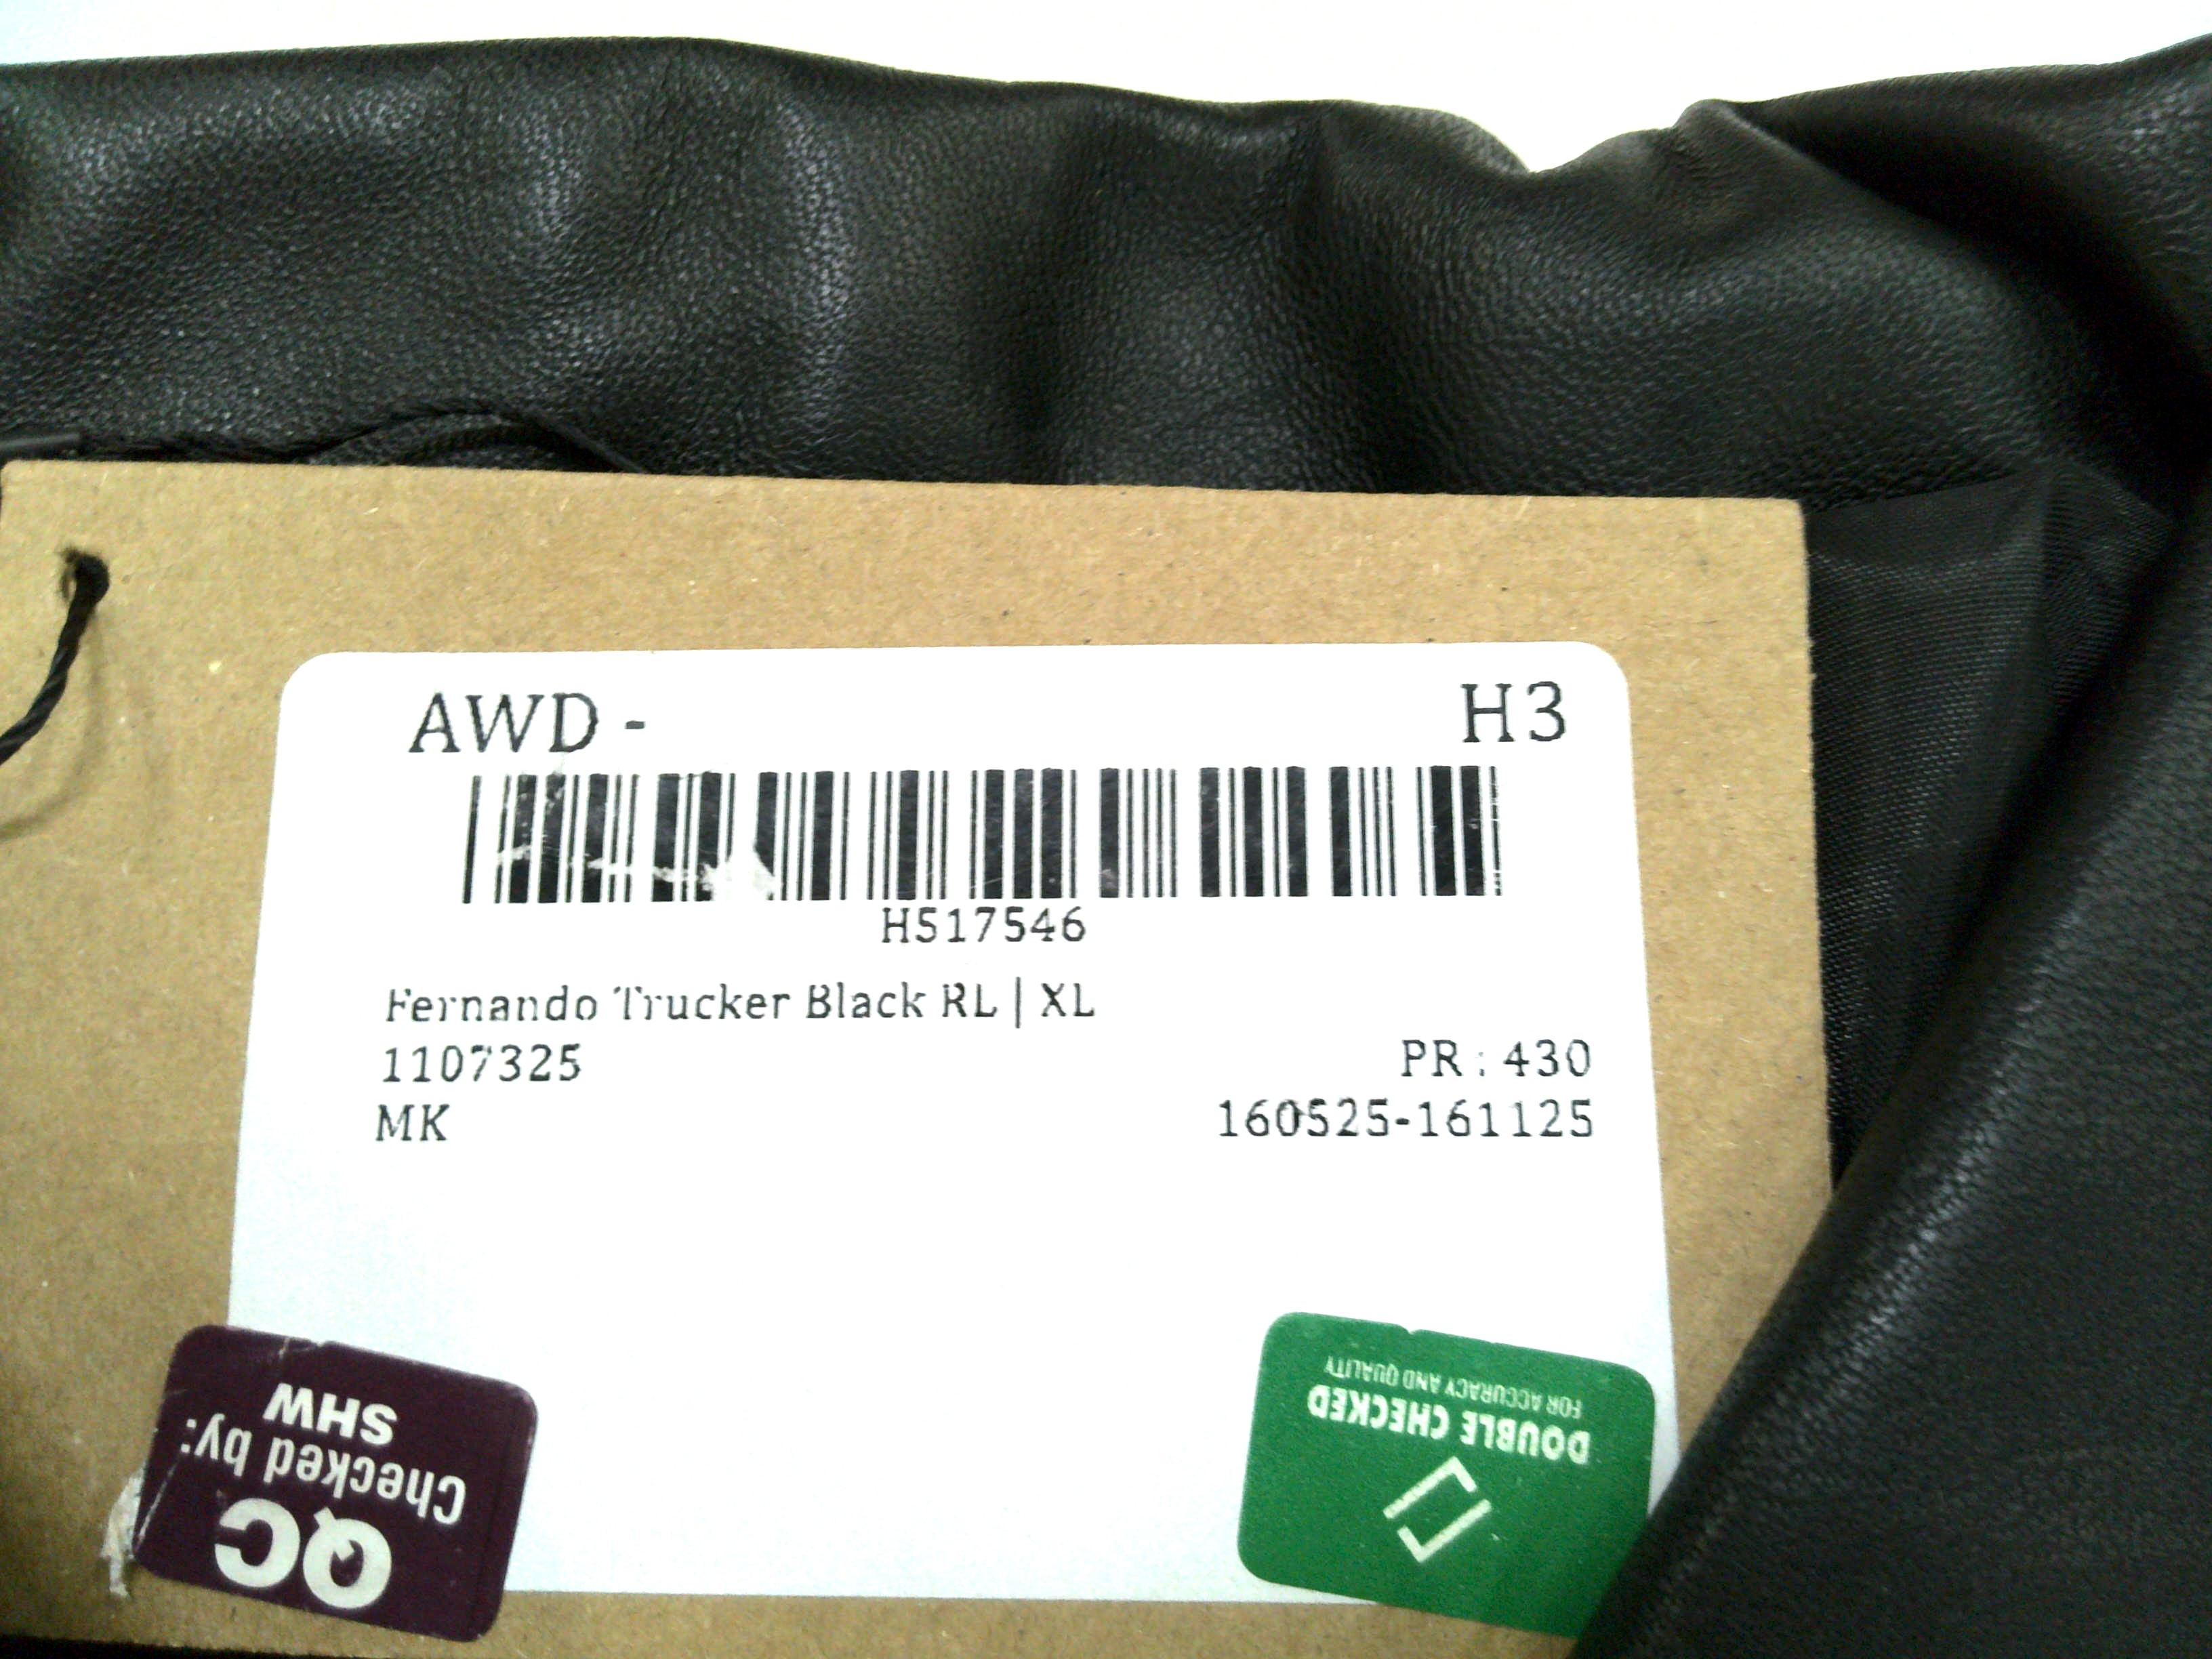 AWD - H3
H517546
Fernando Trucker Black RL | XL
1107325 PR : 430
MK 160525-161125
QC
Checked by:
SHW
DOUBLE CHECKED
FOR ACCURACY AND QUALITY